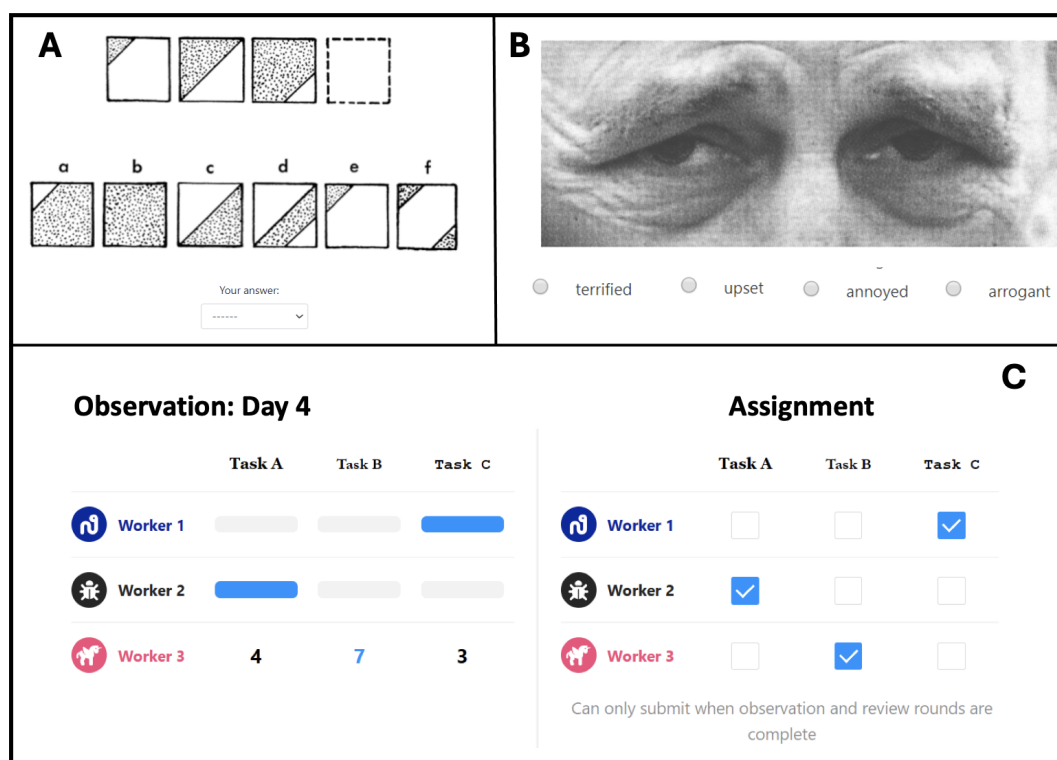 A
a b c d e f
Your answer:
------
B
terrified upset annoyed arrogant
C
Observation: Day 4
Task A Task B Task C
Worker 1
Worker 2
Worker 3 4 7 3
Assignment
Task A Task B Task C
Worker 1
Worker 2
Worker 3
Can only submit when observation and review rounds are
complete